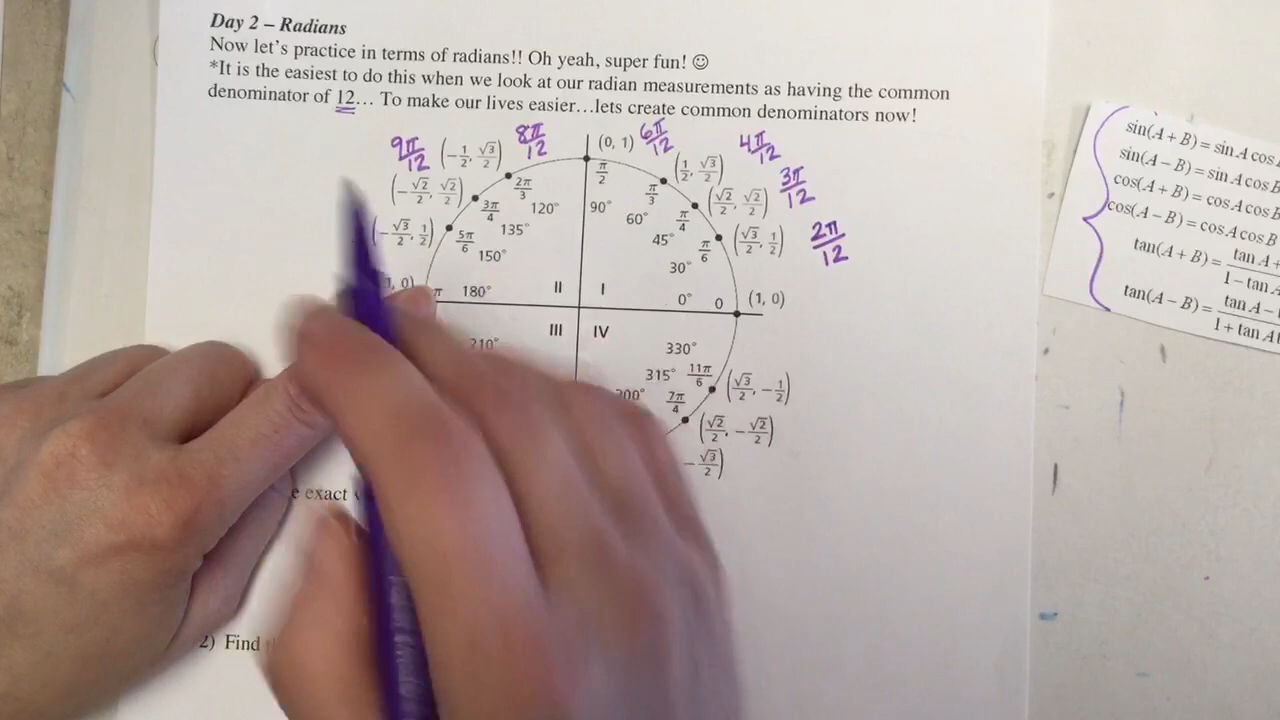 Day 2 – Radians
Now let's practice in terms of radians!! Oh yeah, super fun! ☺
*It is the easiest to do this when we look at our radian measurements as having the common
denominator of 12… To make our lives easier…lets create common denominators now!
9π/12 (-1/2, √3/2) 8π/12 (0, 1) 6π/12 (1/2, √3/2) 4π/12
(-√2/2, √2/2) 2π/3 π/2 π/3 (√2/2, √2/2) 3π/12
3π/4 120° 90° 60° π/4
(-√3/2, 1/2) 5π/6 135° 45° π/6 (√3/2, 1/2) 2π/12
150° 30°
1, 0) π 180° II I 0° 0 (1, 0)
210° III IV 330°
315° 11π/6 (√3/2, -1/2)
7π/4 (√2/2, -√2/2)
-√3/2)
exact
2) Find
sin(A + B) = sin A cos
sin(A − B) = sin A cos B
cos(A + B) = cos A cos
cos(A − B) = cos A cos B
tan(A + B) = tan A + / 1 − tan A
tan(A − B) = tan A − / 1 + tan A